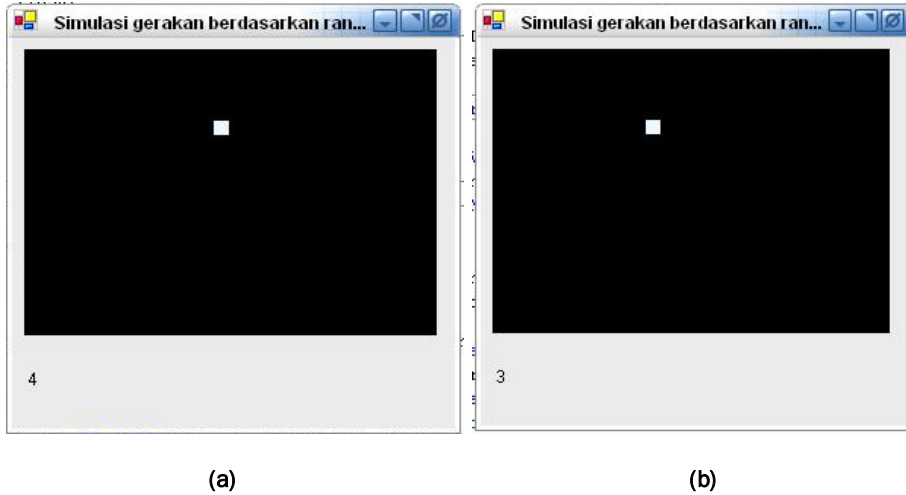 Simulasi gerakan berdasarkan ran...
4
(a)
Simulasi gerakan berdasarkan ran...
3
(b)